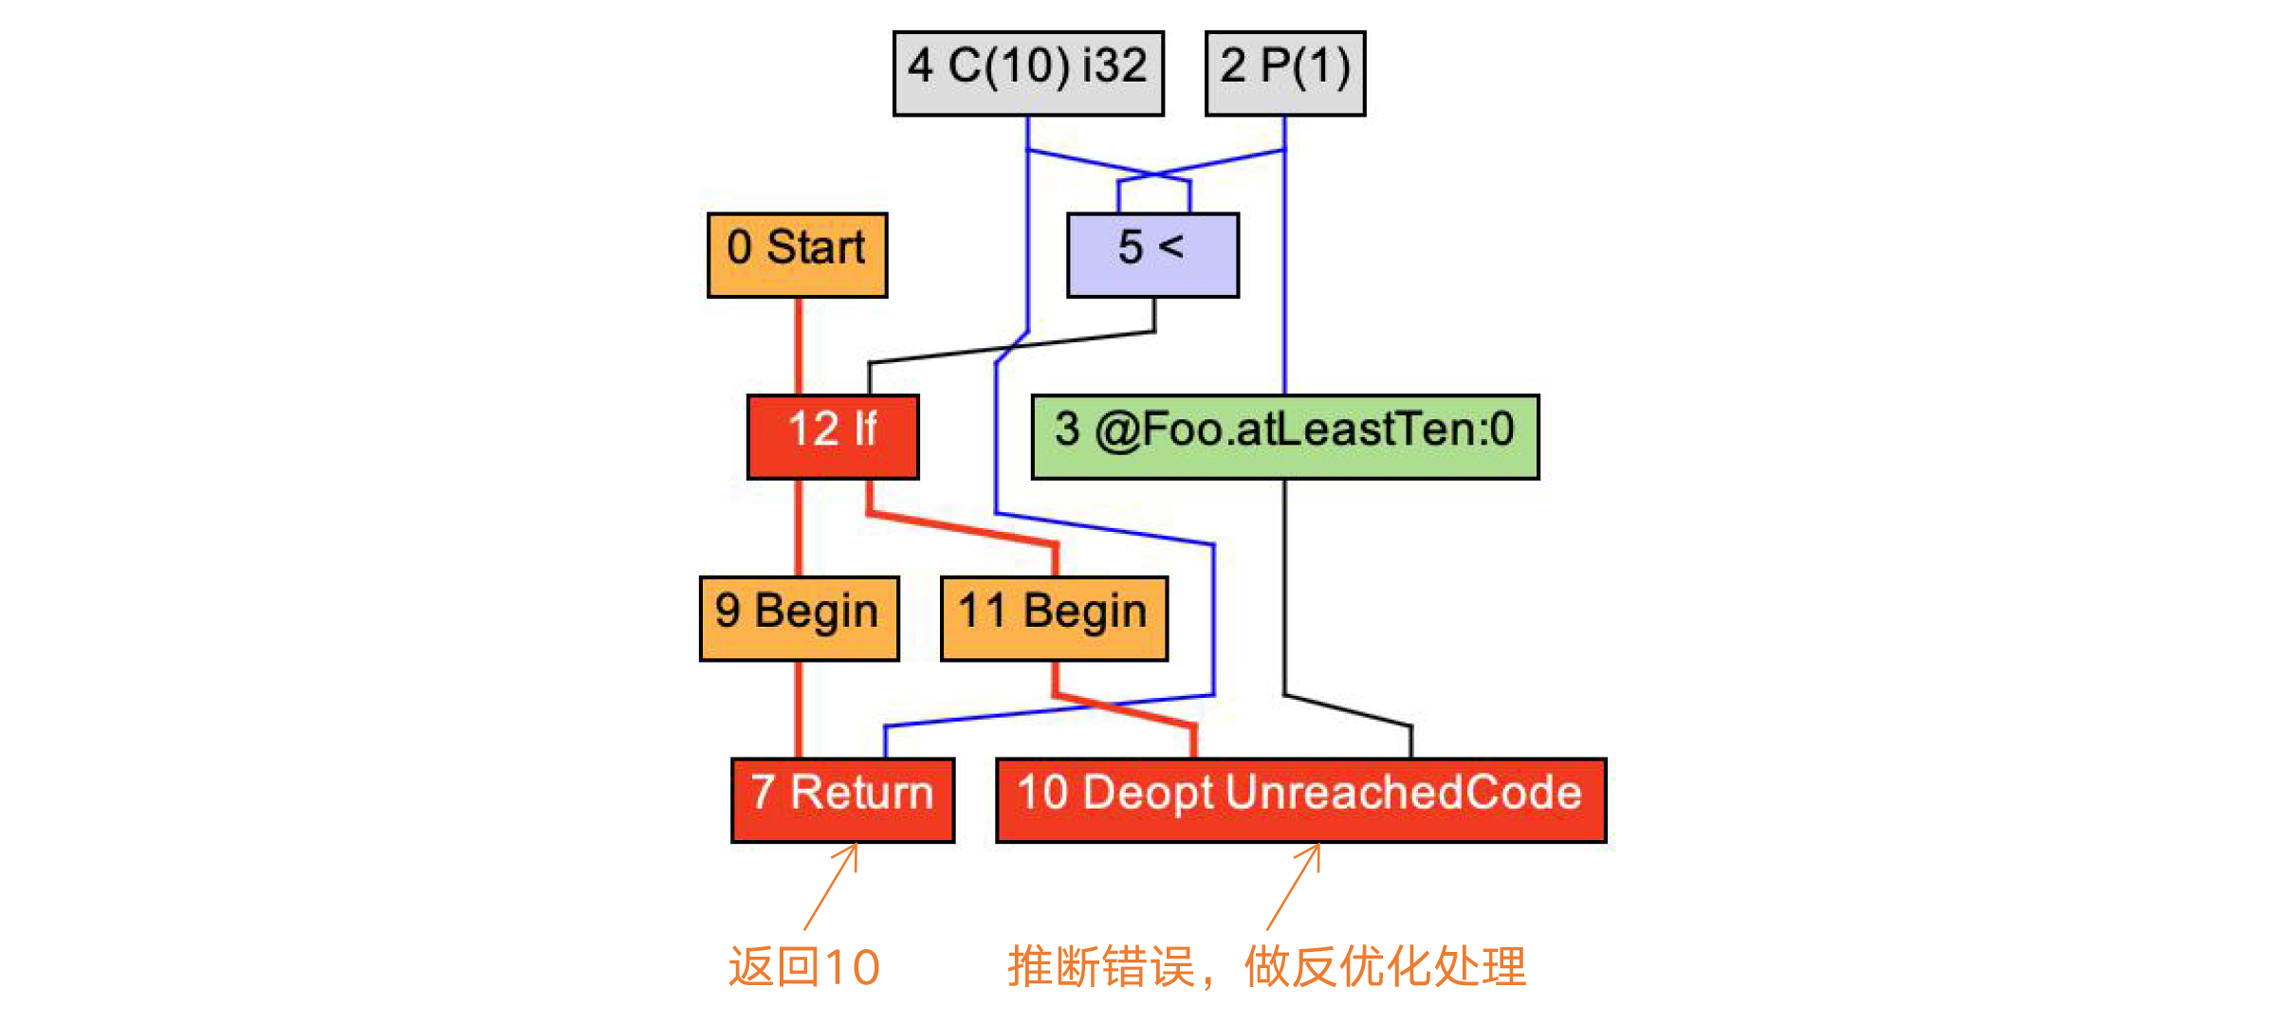 4 C(10) i32
2 P(1)
0 Start
5 <
12 If
3 @Foo.atLeastTen:0
9 Begin
11 Begin
7 Return
10 Deopt UnreachedCode
返回10
推断错误，做反优化处理